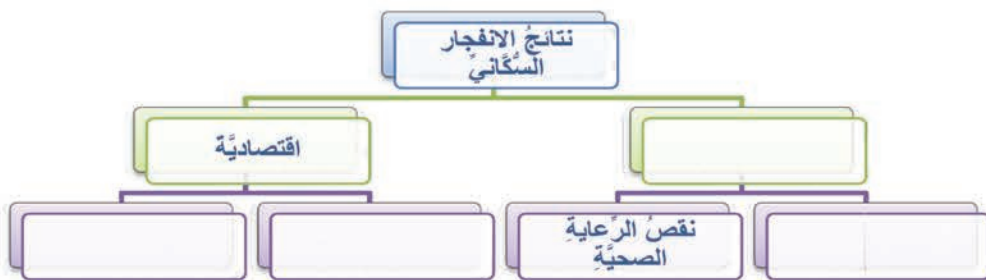 نتائجُ الانفجار
السُّكَّانيِّ
اقتصاديَّة
نقصُ الرِّعايةِ
الصحيَّةِ